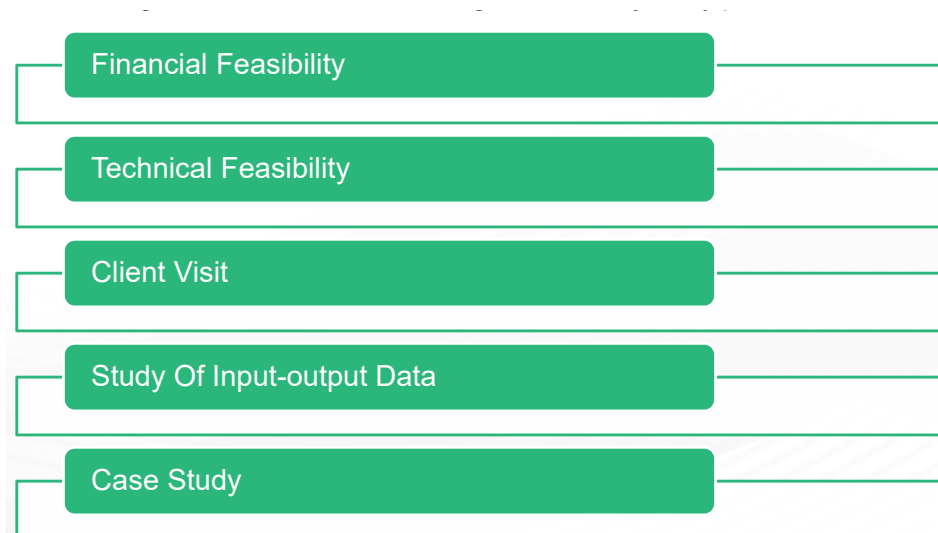 Financial Feasibility
Technical Feasibility
Client Visit
Study Of Input-output Data
Case Study